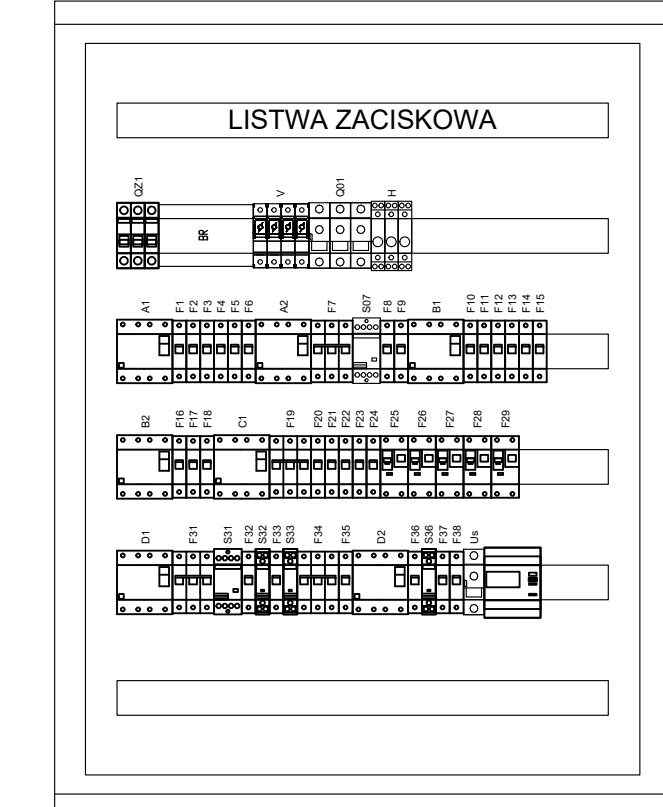 LISTWA ZACISKOWA
QZ1 V Q01 H
BR
A1 F1 F2 F3 F4 F5 F6 A2 F7 S07 F8 F9 B1 F10 F11 F12 F13 F14 F15
B2 F16 F17 F18 C1 F19 F20 F21 F22 F23 F24 F25 F26 F27 F28 F29
D1 F31 S31 F32 S32 F33 S33 F34 F35 D2 F36 S36 F37 F38 Us